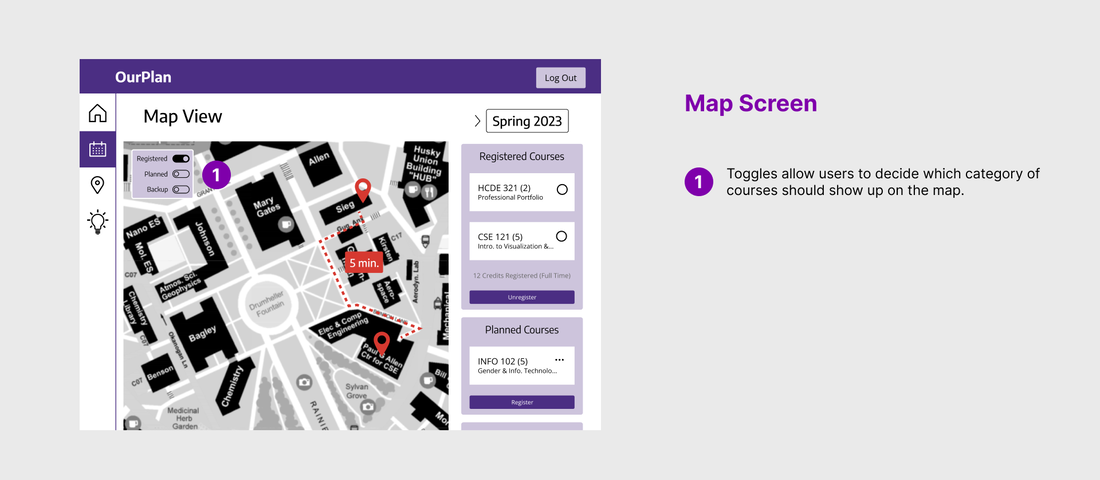 OurPlan
Log Out
Map View
Spring 2023
Registered
Planned
Backup
1
Allen
Husky
Union
Building
"HUB"
Mary
Gates
Sieg
Nano ES
Mol. ES
Johnson
C17
Kirsten
5 min.
C07
Atmos. Sci.
Geophysics
Aero-
space
Aerodyn. Lab
Drumheller
Fountain
Chemistry
Library
C07
Bagley
Okanogan Ln
Elec & Comp
Engineering
Paul G Allen
Ctr for CSE
Benson
Chemistry
Sylvan
Grove
Medicinal
Herb
Garden
Registered Courses
HCDE 321 (2)
Professional Portfolio
CSE 121 (5)
Intro. to Visualization &...
12 Credits Registered (Full Time)
Unregister
Planned Courses
INFO 102 (5)
Gender & Info. Technolo...
Register
Map Screen
1
Toggles allow users to decide which category of
courses should show up on the map.